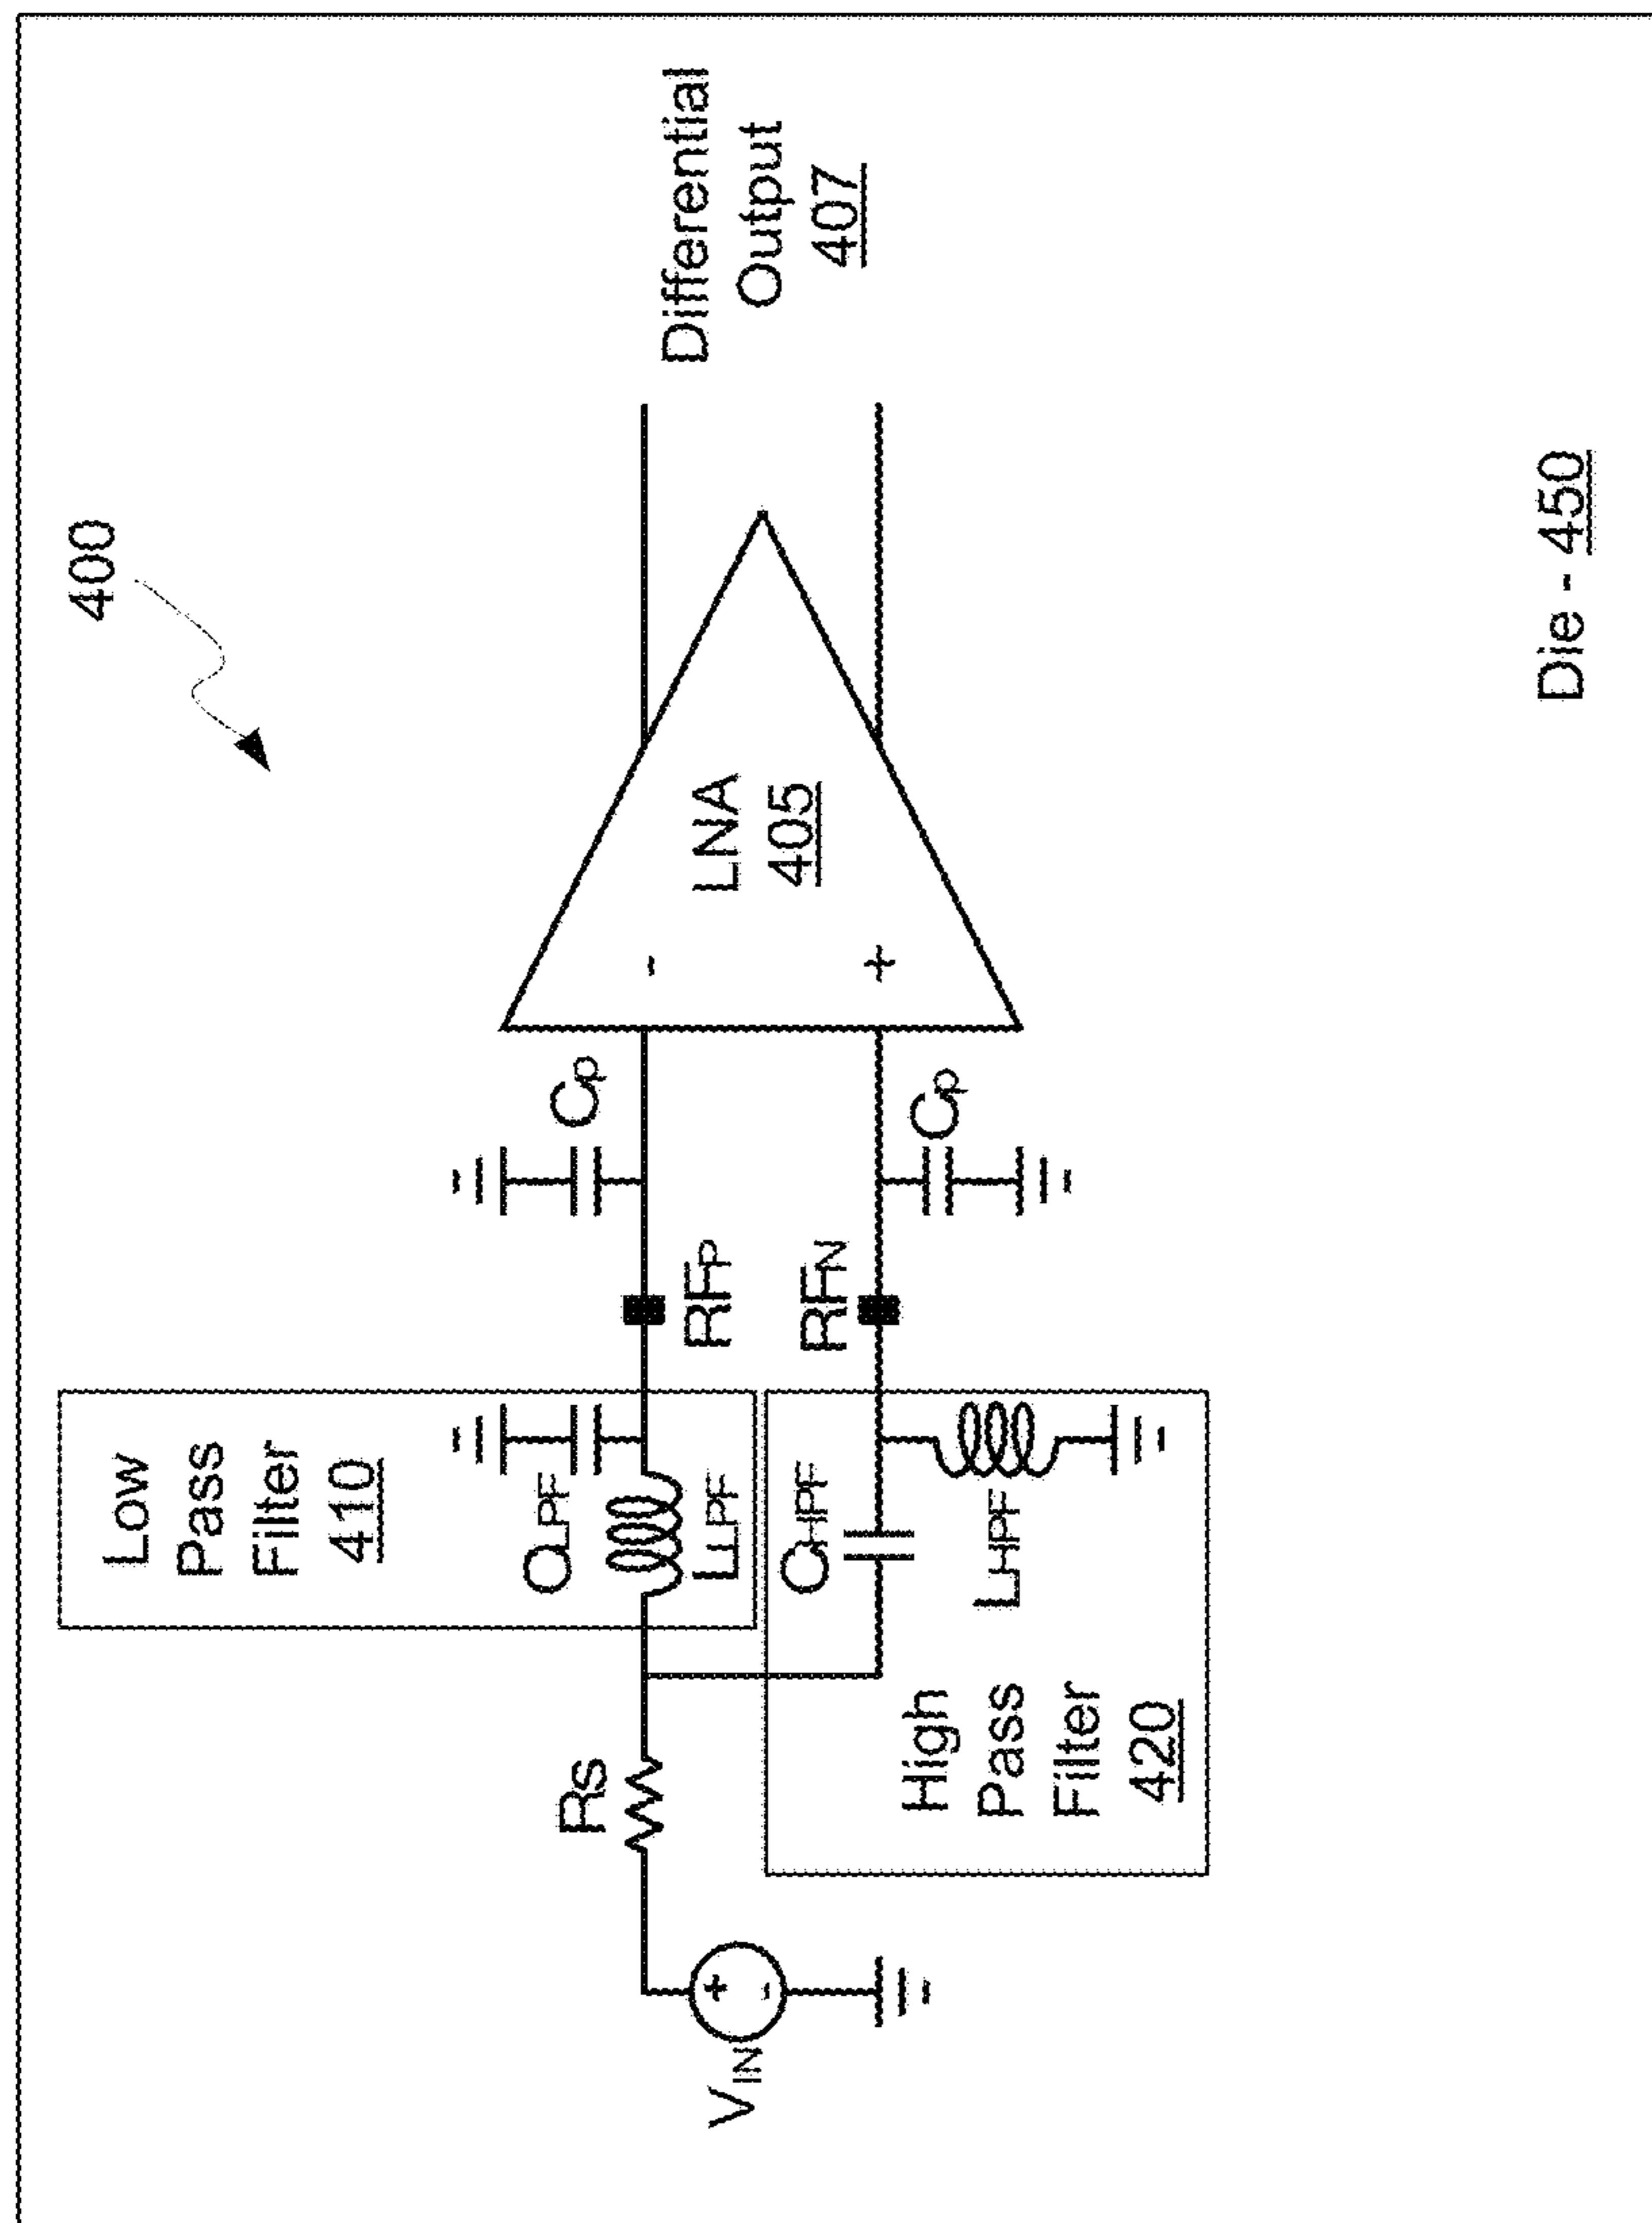 400
Low
Pass
Filter
410
CLPF
LLPF
Rs
VIN
+
-
High
Pass
Filter
420
CHPF
LHPF
RFP
RFN
Cp
Cp
-
+
LNA
405
Differential
Output
407
Die - 450